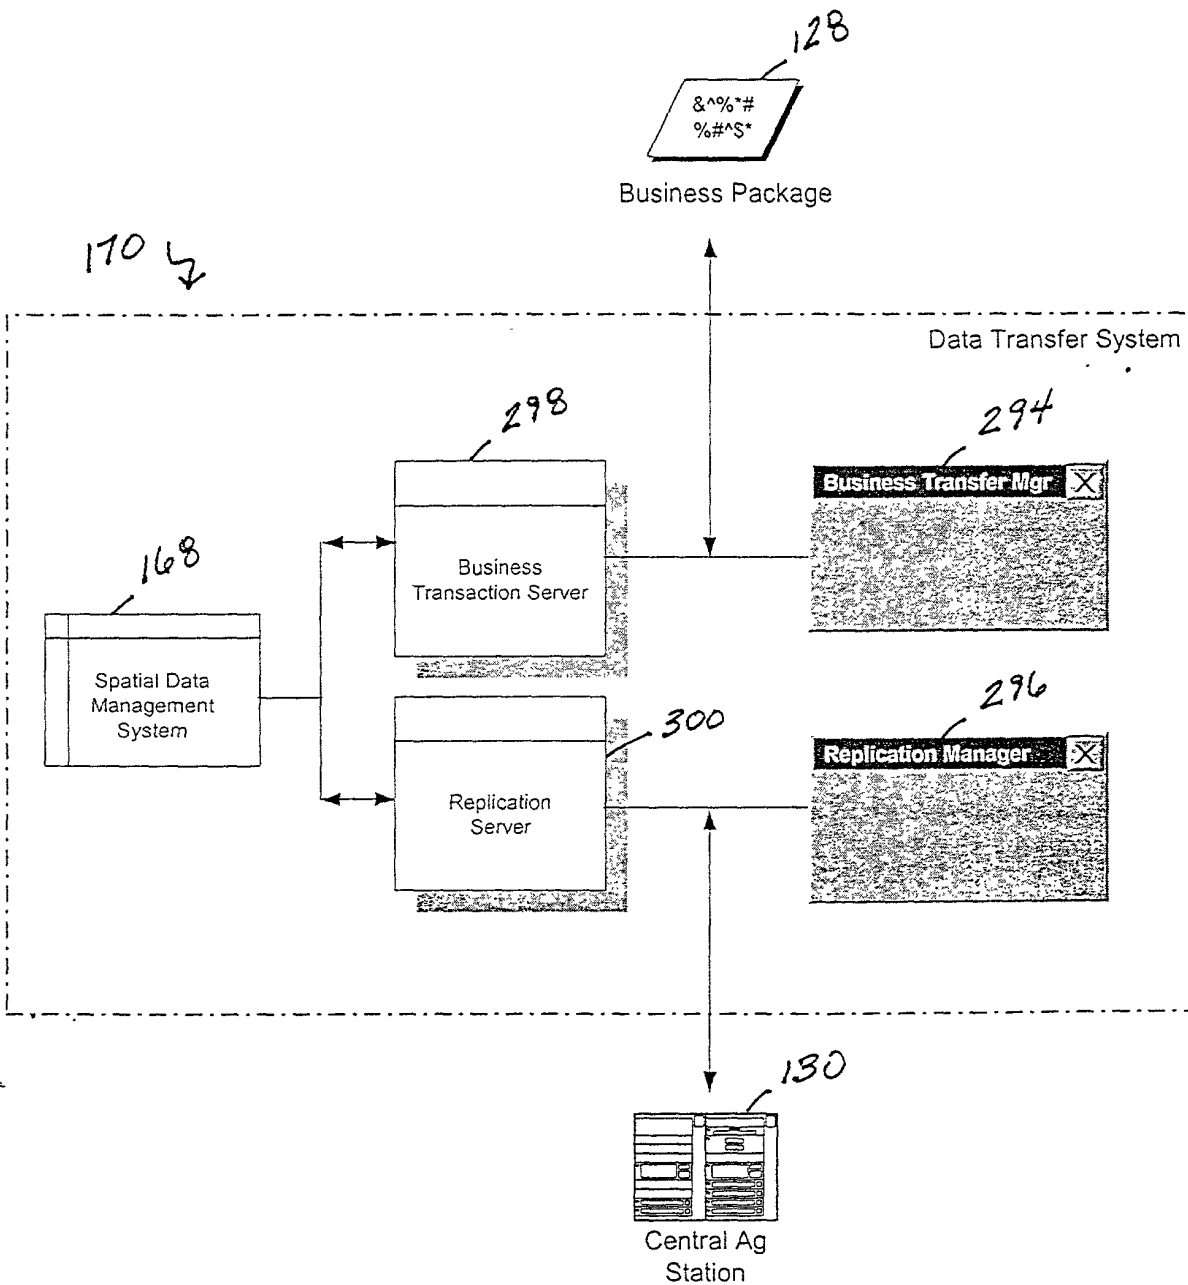 128
&^%*#
%#^$*
Business Package
170
Data Transfer System
298
294
Business Transfer Mgr
168
Business
Transaction Server
Spatial Data
Management
System
296
300
Replication Manager
Replication
Server
130
Central Ag
Station